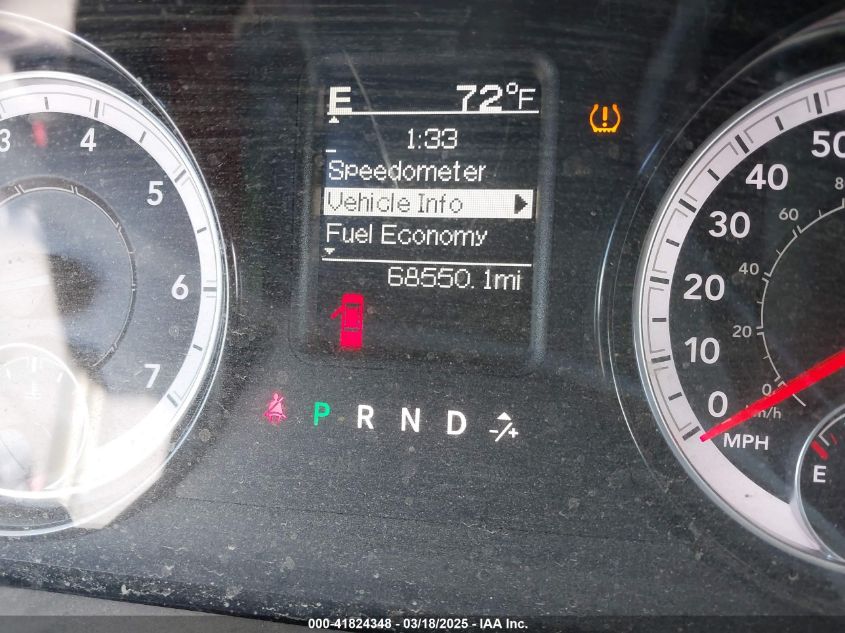 E 72°F
1:33
Speedometer
Vehicle Info
Fuel Economy
68550.1mi
P R N D -/+
3 4 5 6 7
50
40
30
20
10
0
MPH
80
60
40
20
0
km/h
E
000-41824348 - 03/18/2025 - IAA Inc.